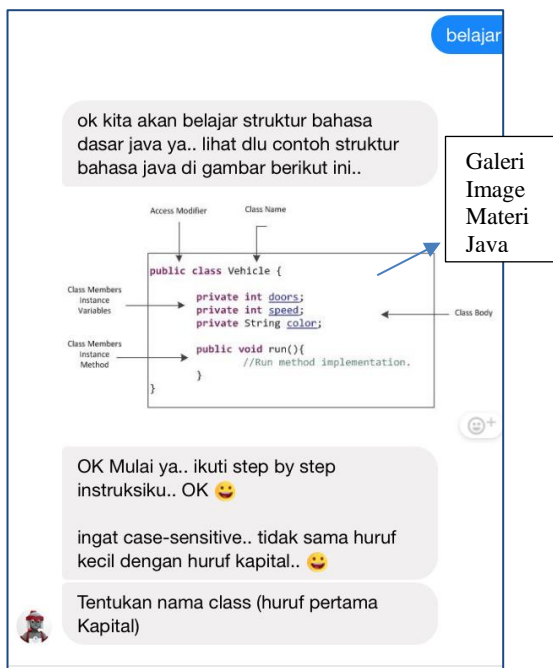 belajar
ok kita akan belajar struktur bahasa
dasar java ya.. lihat dlu contoh struktur
bahasa java di gambar berikut ini..
Galeri
Image
Materi
Java
Access Modifier
Class Name
public class Vehicle {
Class Members
Instance
Variables
private int doors;
private int speed;
private String color;
Class Body
Class Members
Instance
Method
public void run(){
//Run method implementation.
}
}
OK Mulai ya.. ikuti step by step
instruksiku.. OK 😀
ingat case-sensitive.. tidak sama huruf
kecil dengan huruf kapital.. 😀
Tentukan nama class (huruf pertama
Kapital)